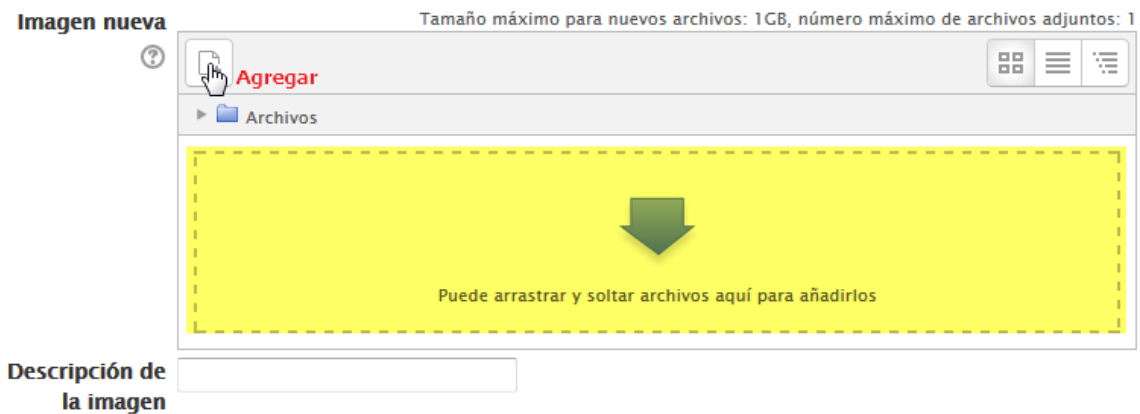 Imagen nueva
Tamaño máximo para nuevos archivos: 1GB, número máximo de archivos adjuntos: 1
Agregar
Archivos
Puede arrastrar y soltar archivos aquí para añadirlos
Descripción de
la imagen